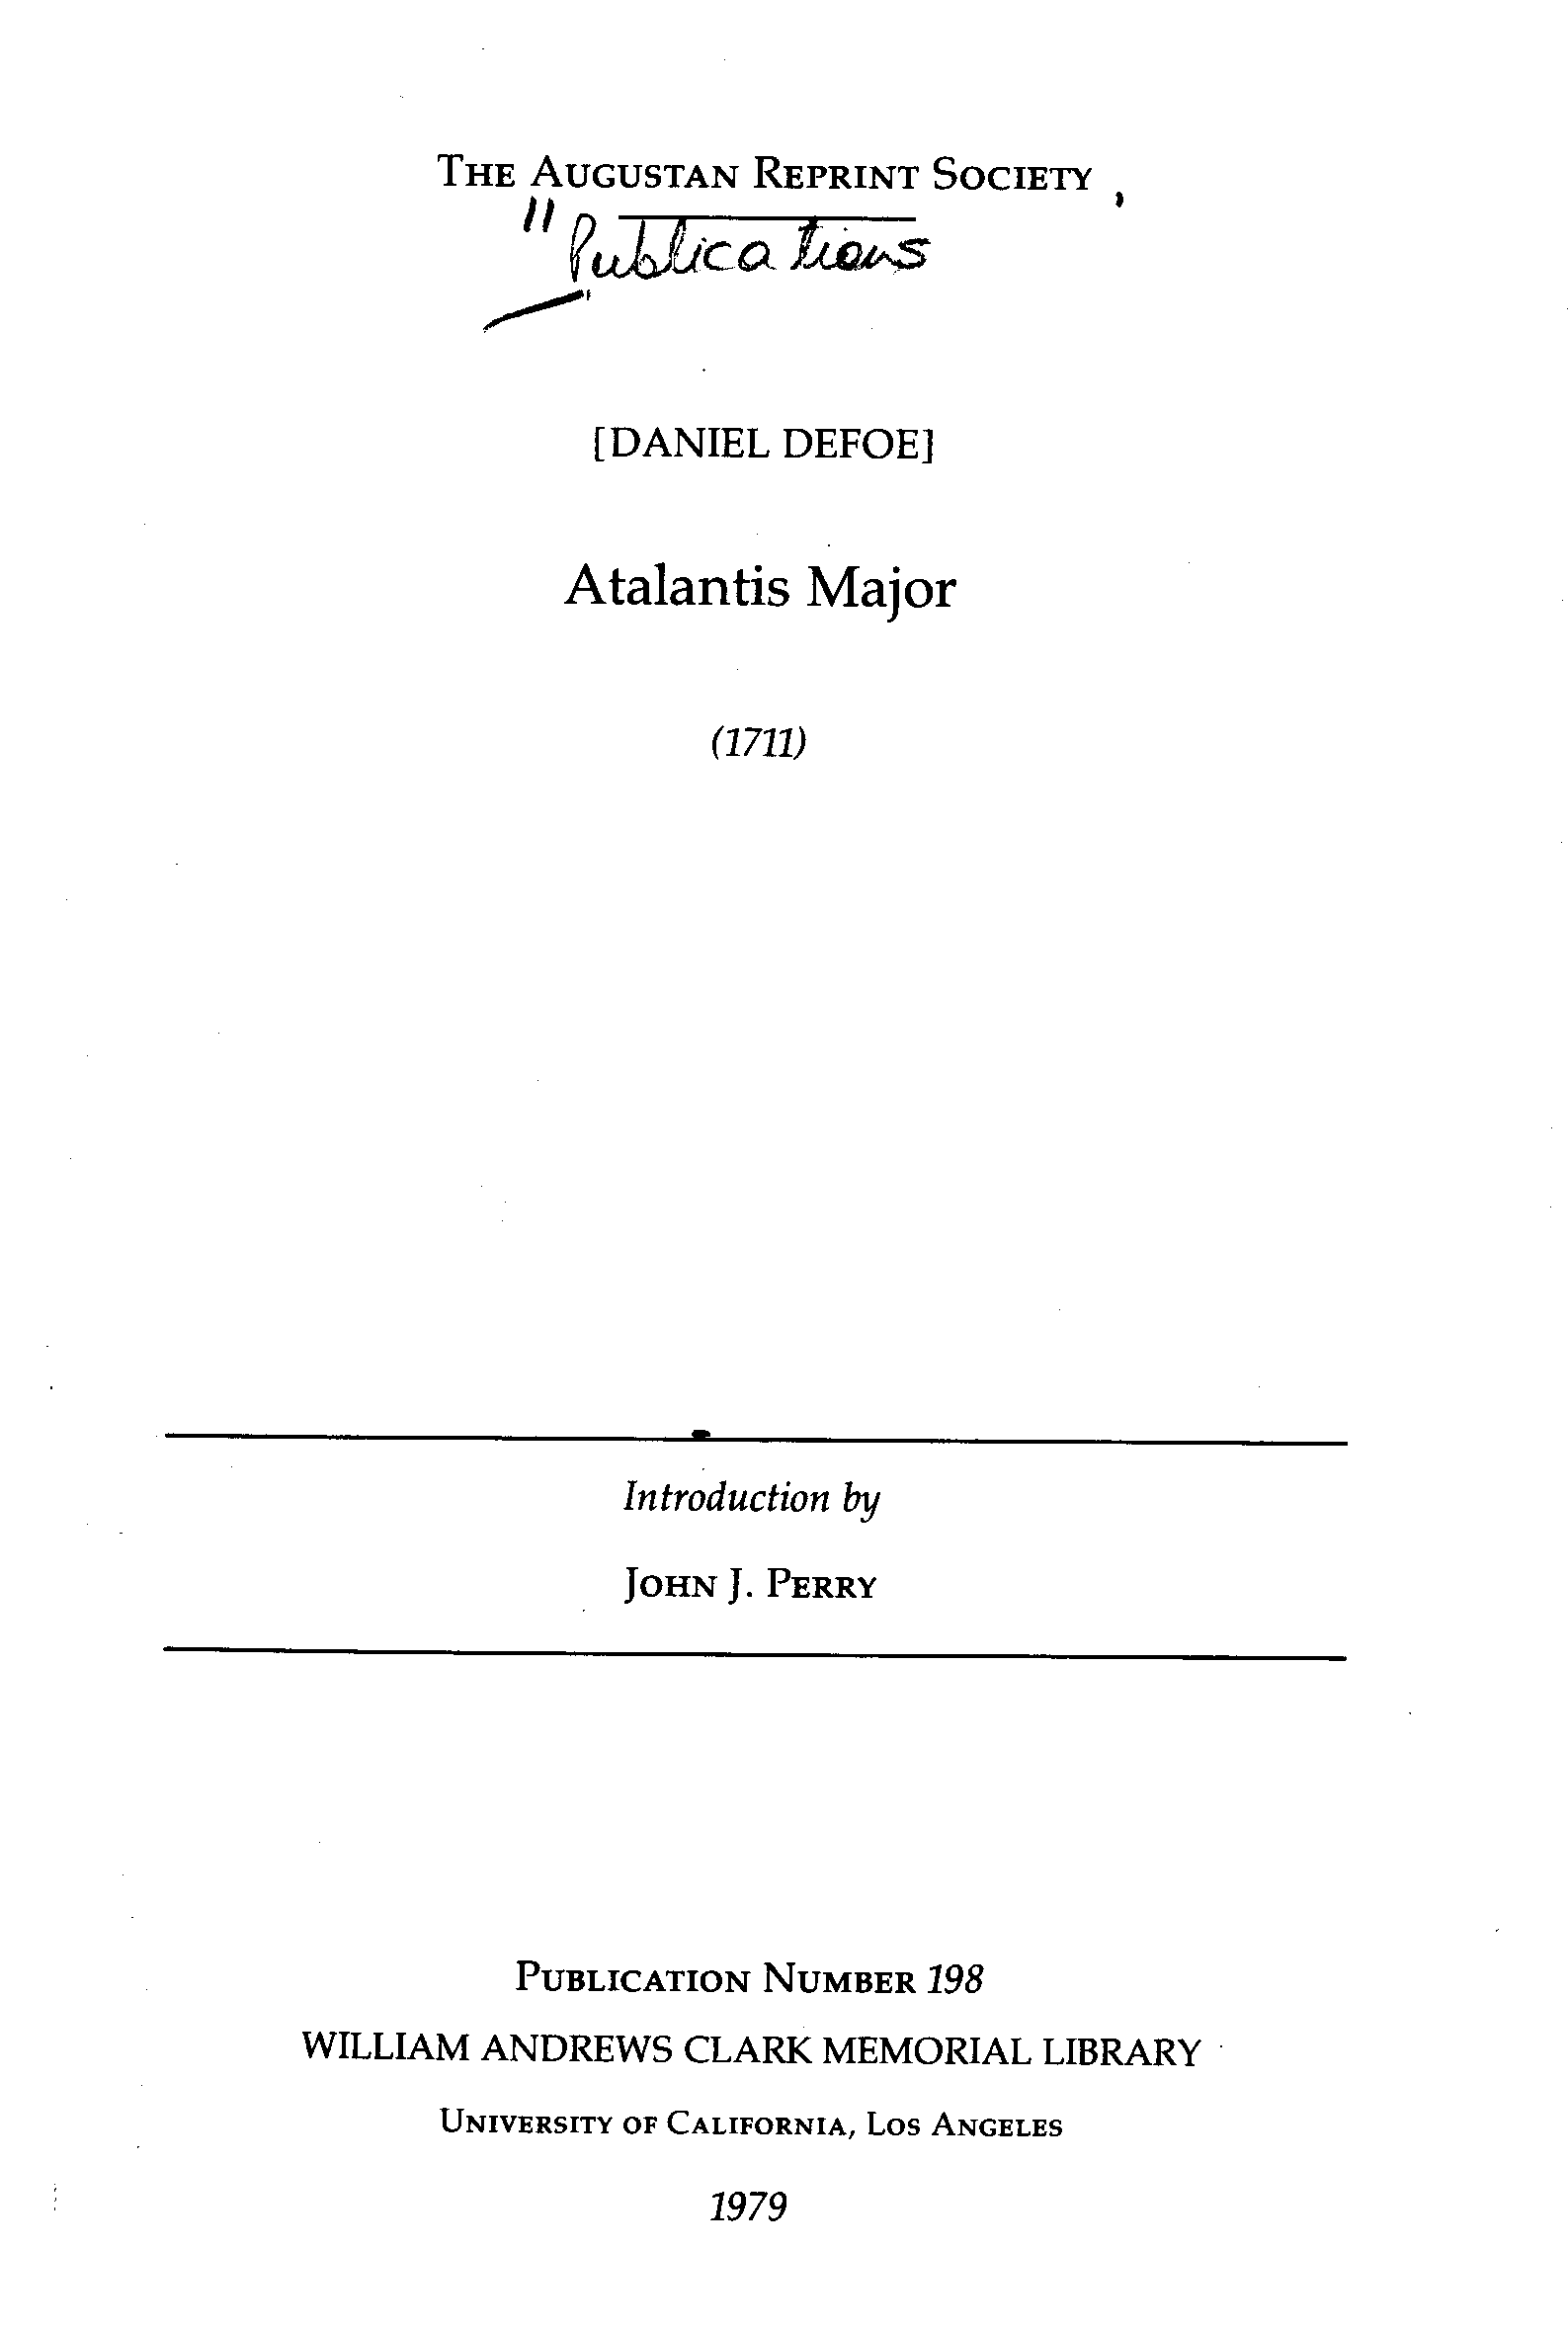 THE AUGUSTAN REPRINT SOCIETY ,
" Publications
[DANIEL DEFOE]
Atalantis Major
(1711)
Introduction by
JOHN J. PERRY
PUBLICATION NUMBER 198
WILLIAM ANDREWS CLARK MEMORIAL LIBRARY
UNIVERSITY OF CALIFORNIA, LOS ANGELES
1979